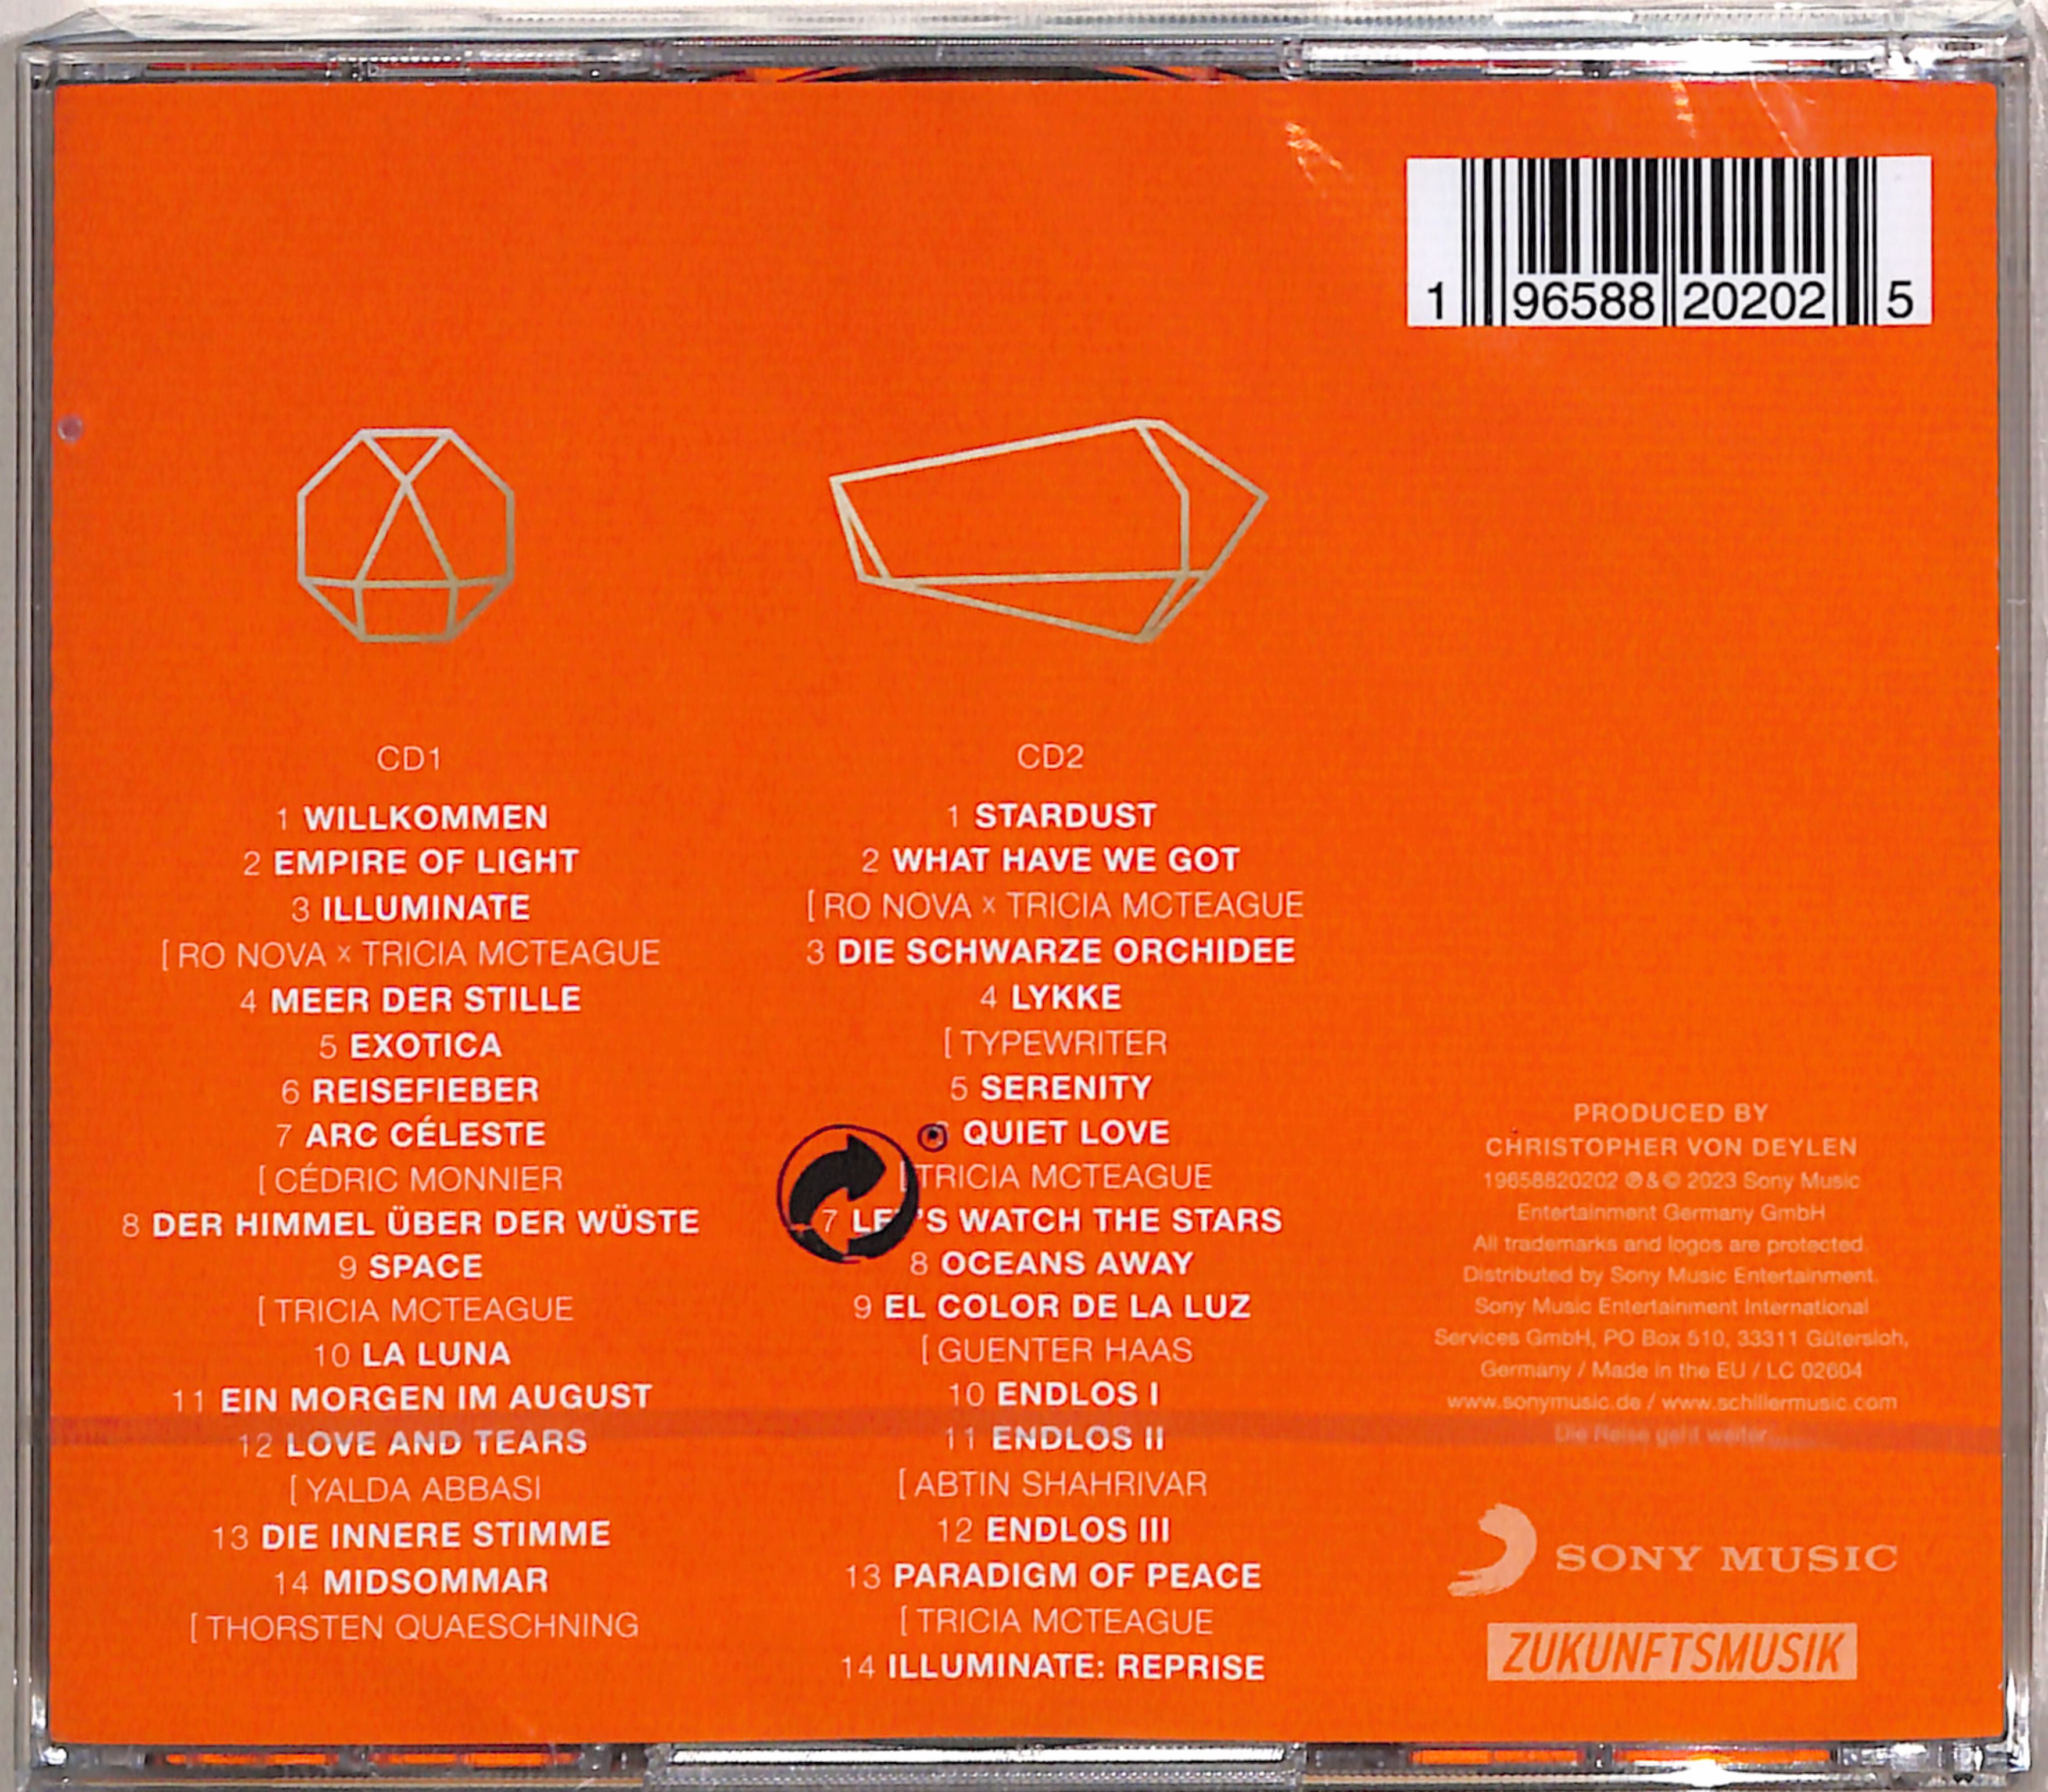 1 96588 20202 5
CD1
1 WILLKOMMEN
2 EMPIRE OF LIGHT
3 ILLUMINATE
[ RO NOVA x TRICIA MCTEAGUE
4 MEER DER STILLE
5 EXOTICA
6 REISEFIEBER
7 ARC CÉLESTE
[ CÉDRIC MONNIER
8 DER HIMMEL ÜBER DER WÜSTE
9 SPACE
[ TRICIA MCTEAGUE
10 LA LUNA
11 EIN MORGEN IM AUGUST
12 LOVE AND TEARS
[ YALDA ABBASI
13 DIE INNERE STIMME
14 MIDSOMMAR
[ THORSTEN QUAESCHNING
CD2
1 STARDUST
2 WHAT HAVE WE GOT
[ RO NOVA x TRICIA MCTEAGUE
3 DIE SCHWARZE ORCHIDEE
4 LYKKE
[ TYPEWRITER
5 SERENITY
6 QUIET LOVE
[ TRICIA MCTEAGUE
7 LET'S WATCH THE STARS
8 OCEANS AWAY
9 EL COLOR DE LA LUZ
[ GUENTER HAAS
10 ENDLOS I
11 ENDLOS II
[ ABTIN SHAHRIVAR
12 ENDLOS III
13 PARADIGM OF PEACE
[ TRICIA MCTEAGUE
14 ILLUMINATE: REPRISE
PRODUCED BY
CHRISTOPHER VON DEYLEN
19658820202 ℗ & © 2023 Sony Music
Entertainment Germany GmbH
All trademarks and logos are protected.
Distributed by Sony Music Entertainment.
Sony Music Entertainment International
Services GmbH, PO Box 510, 33311 Gütersloh,
Germany / Made in the EU / LC 02604
www.sonymusic.de / www.schillermusic.com
Die Reise geht weiter...
SONY MUSIC
ZUKUNFTSMUSIK